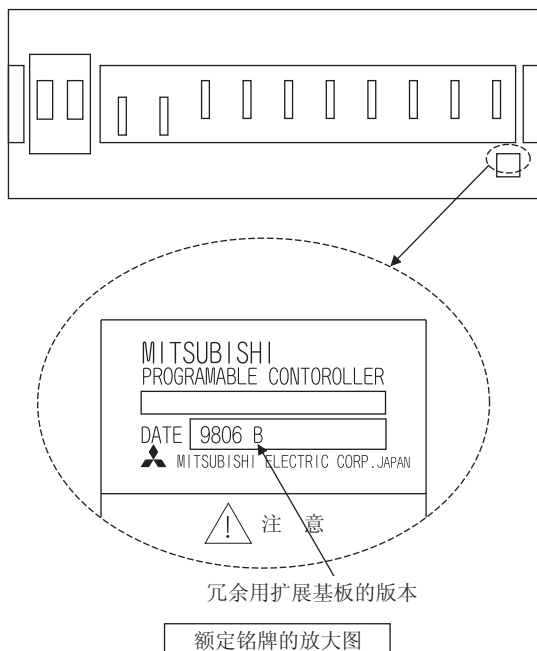 MITSUBISHI
PROGRAMABLE CONTOROLLER
DATE 9806 B
MITSUBISHI ELECTRIC CORP.JAPAN
注 意
冗余用扩展基板的版本
额定铭牌的放大图